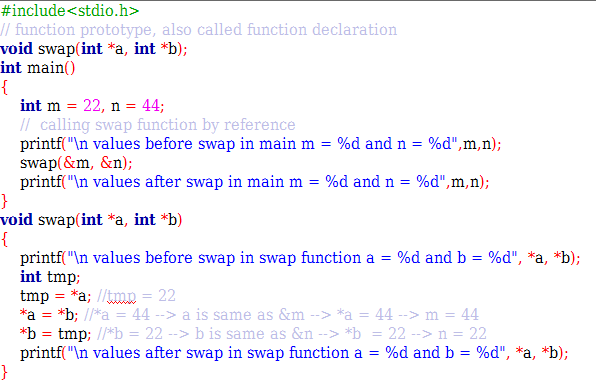 #include<stdio.h>
// function prototype, also called function declaration
void swap(int *a, int *b);
int main()
{
    int m = 22, n = 44;
    //  calling swap function by reference
    printf("\n values before swap in main m = %d and n = %d",m,n);
    swap(&m, &n);
    printf("\n values after swap in main m = %d and n = %d",m,n);
}
void swap(int *a, int *b)
{
    printf("\n values before swap in swap function a = %d and b = %d", *a, *b);
    int tmp;
    tmp = *a; //tmp = 22
    *a = *b; //*a = 44 --> a is same as &m --> *a = 44 --> m = 44
    *b = tmp; //*b = 22 --> b is same as &n --> *b  = 22 --> n = 22
    printf("\n values after swap in swap function a = %d and b = %d", *a, *b);
}